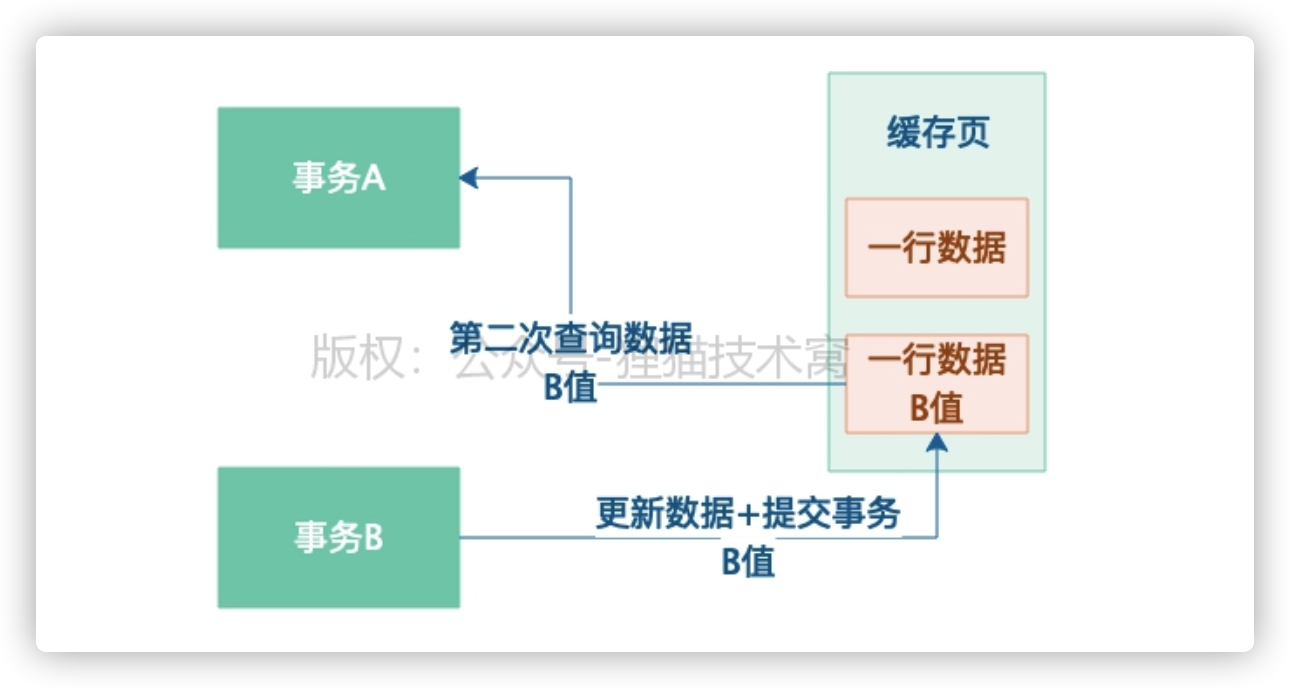 缓存页
事务A
一行数据
第二次查询数据
B值
版权：公众号-狸猫技术窝
一行数据
B值
更新数据+提交事务
B值
事务B